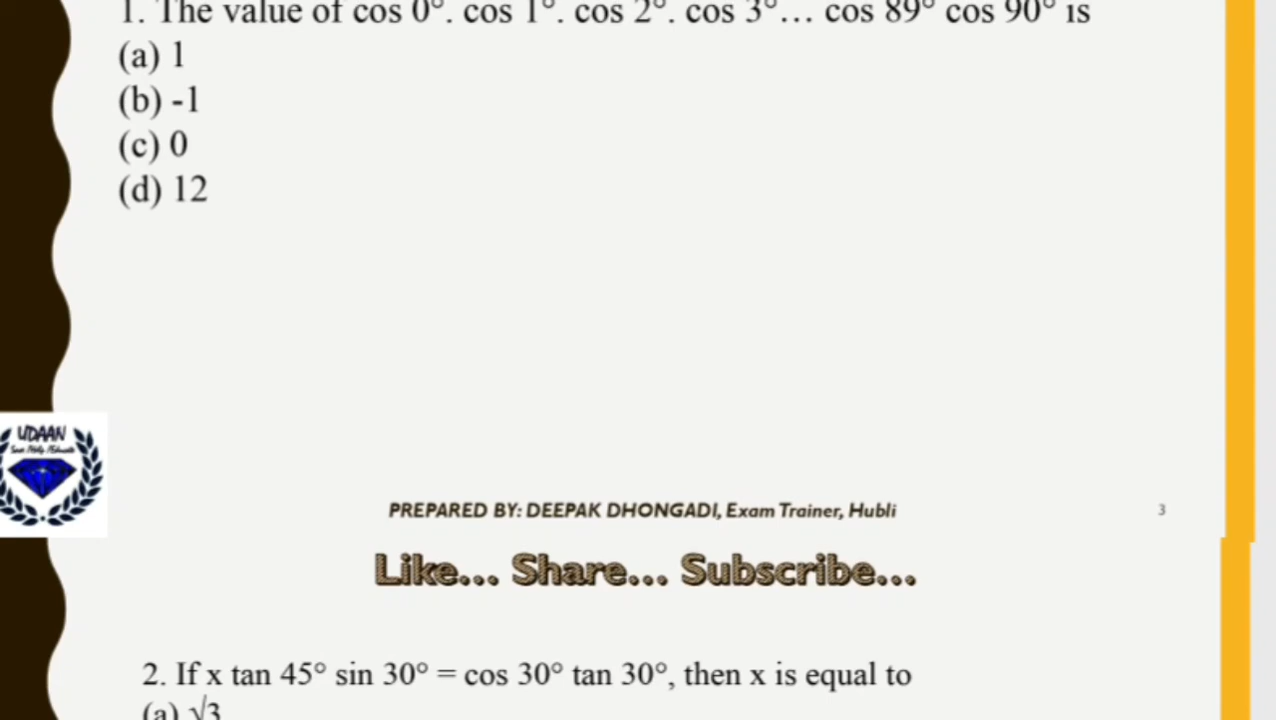 1. The value of cos 0°. cos 1°. cos 2°. cos 3°… cos 89° cos 90° is
(a) 1
(b) -1
(c) 0
(d) 12
UDAAN
PREPARED BY: DEEPAK DHONGADI, Exam Trainer, Hubli
3
Like... Share... Subscribe...
2. If x tan 45° sin 30° = cos 30° tan 30°, then x is equal to
(a) √3